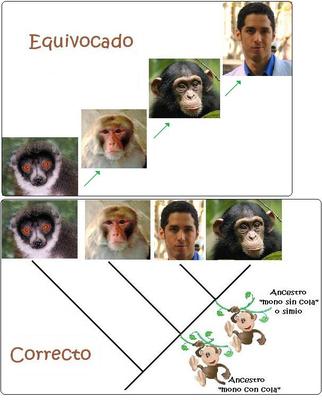 Equivocado
Ancestro
"mono sin cola"
o simio
Correcto
Ancestro
"mono con cola"